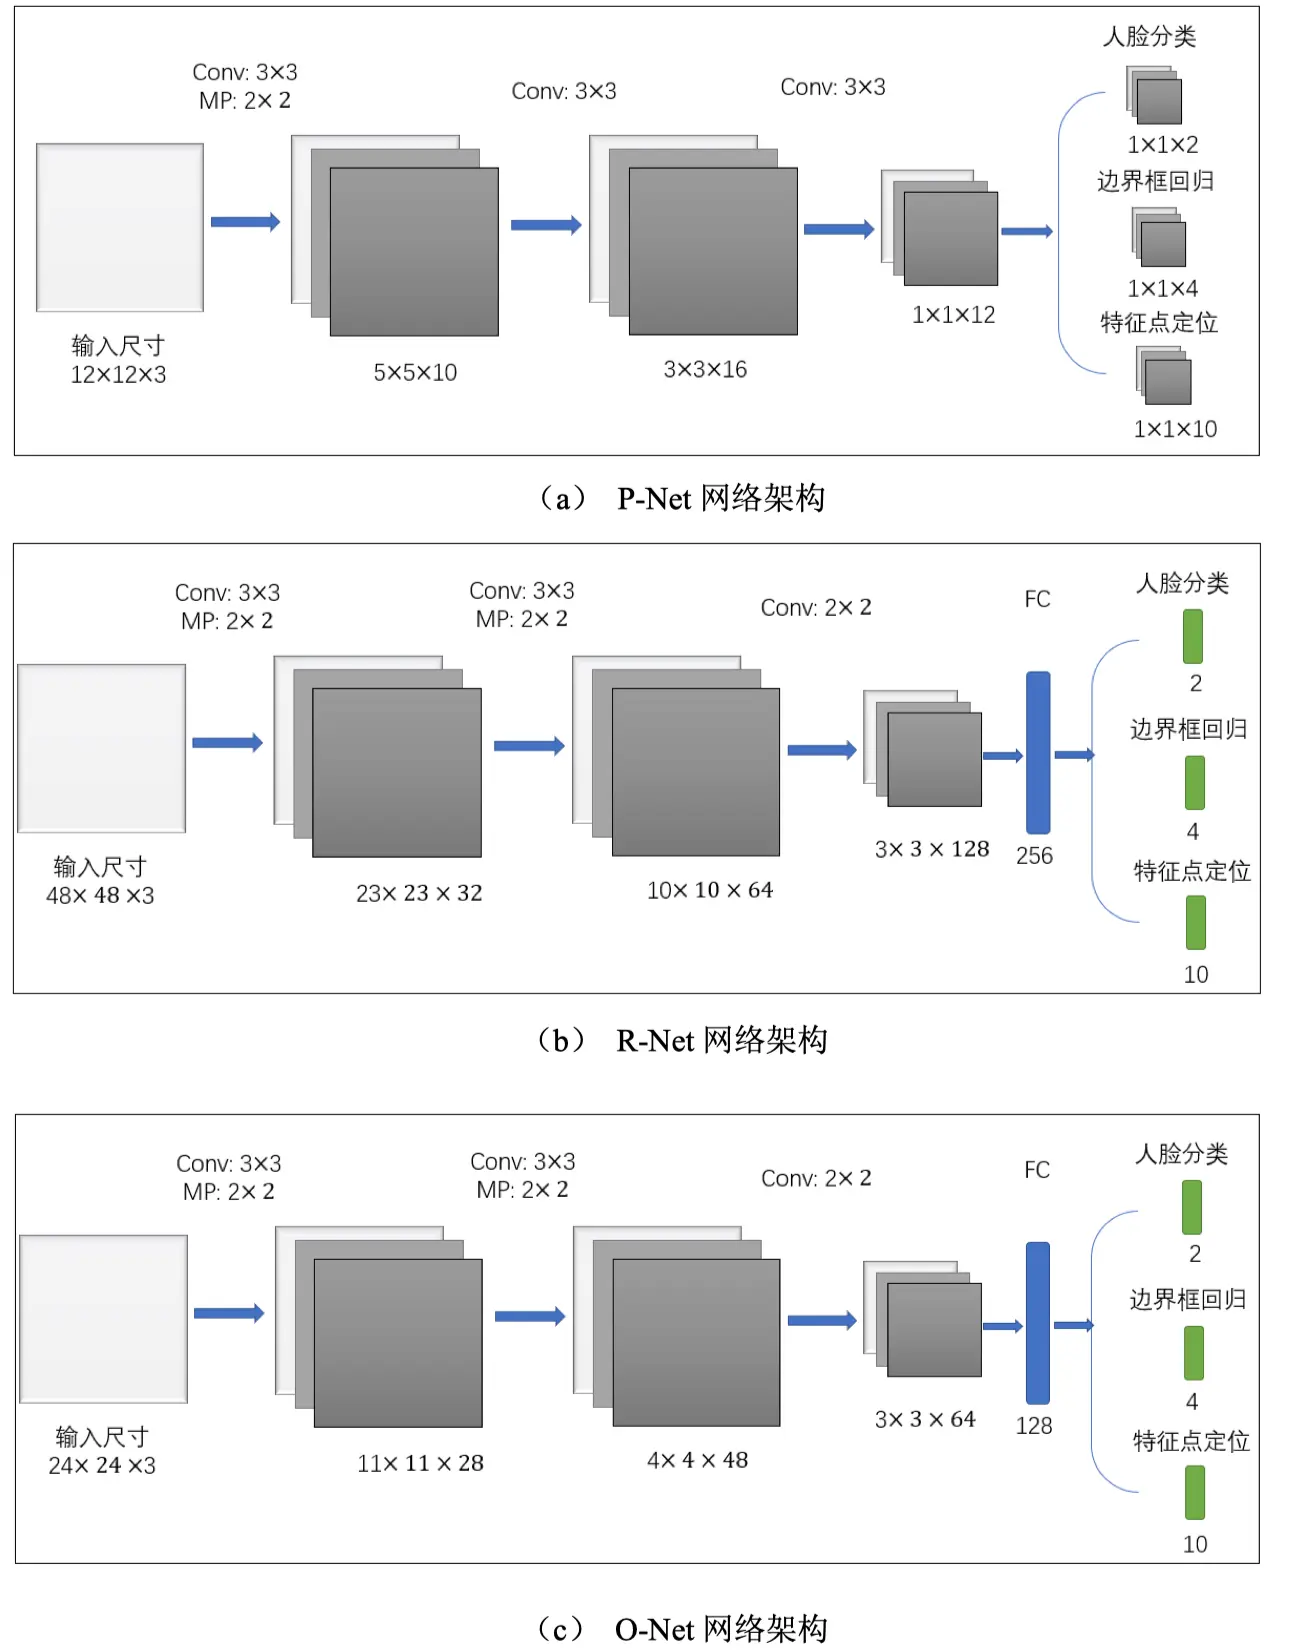 Conv: 3×3
MP: 2× 2
Conv: 3×3
Conv: 3×3
人脸分类
1×1×2
边界框回归
1×1×4
特征点定位
1×1×10
输入尺寸
12×12×3
5×5×10
3×3×16
1×1×12
（a） P-Net 网络架构
Conv: 3×3
MP: 2× 2
Conv: 3×3
MP: 2× 2
Conv: 2× 2
FC
人脸分类
2
边界框回归
4
特征点定位
10
输入尺寸
48× 48 ×3
23× 23 × 32
10× 10 × 64
3× 3 × 128
256
（b） R-Net 网络架构
Conv: 3×3
MP: 2× 2
Conv: 3×3
MP: 2× 2
Conv: 2× 2
FC
人脸分类
2
边界框回归
4
特征点定位
10
输入尺寸
24× 24 ×3
11× 11 × 28
4× 4 × 48
3× 3 × 64
128
（c） O-Net 网络架构